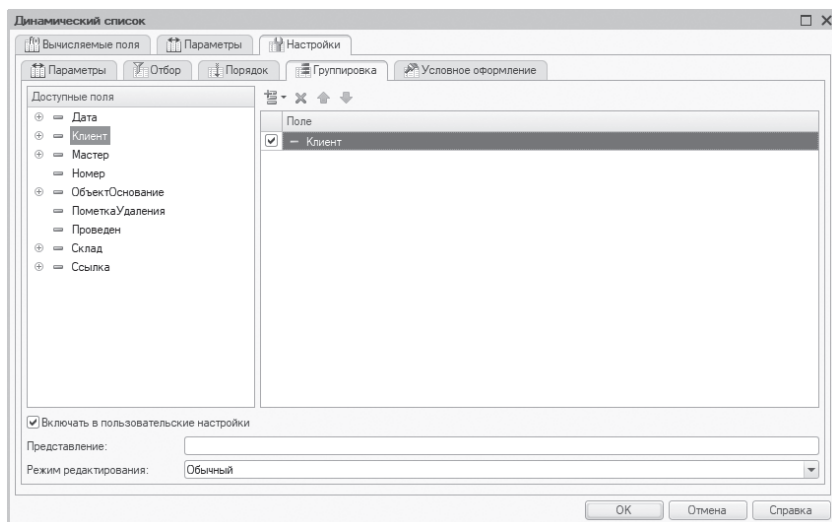 Динамический список
Вычисляемые поля Параметры Настройки
Параметры Отбор Порядок Группировка Условное оформление
Доступные поля
Дата
Клиент
Мастер
Номер
ОбъектОснование
ПометкаУдаления
Проведен
Склад
Ссылка
Поле
Клиент
Включать в пользовательские настройки
Представление:
Режим редактирования: Обычный
OK Отмена Справка